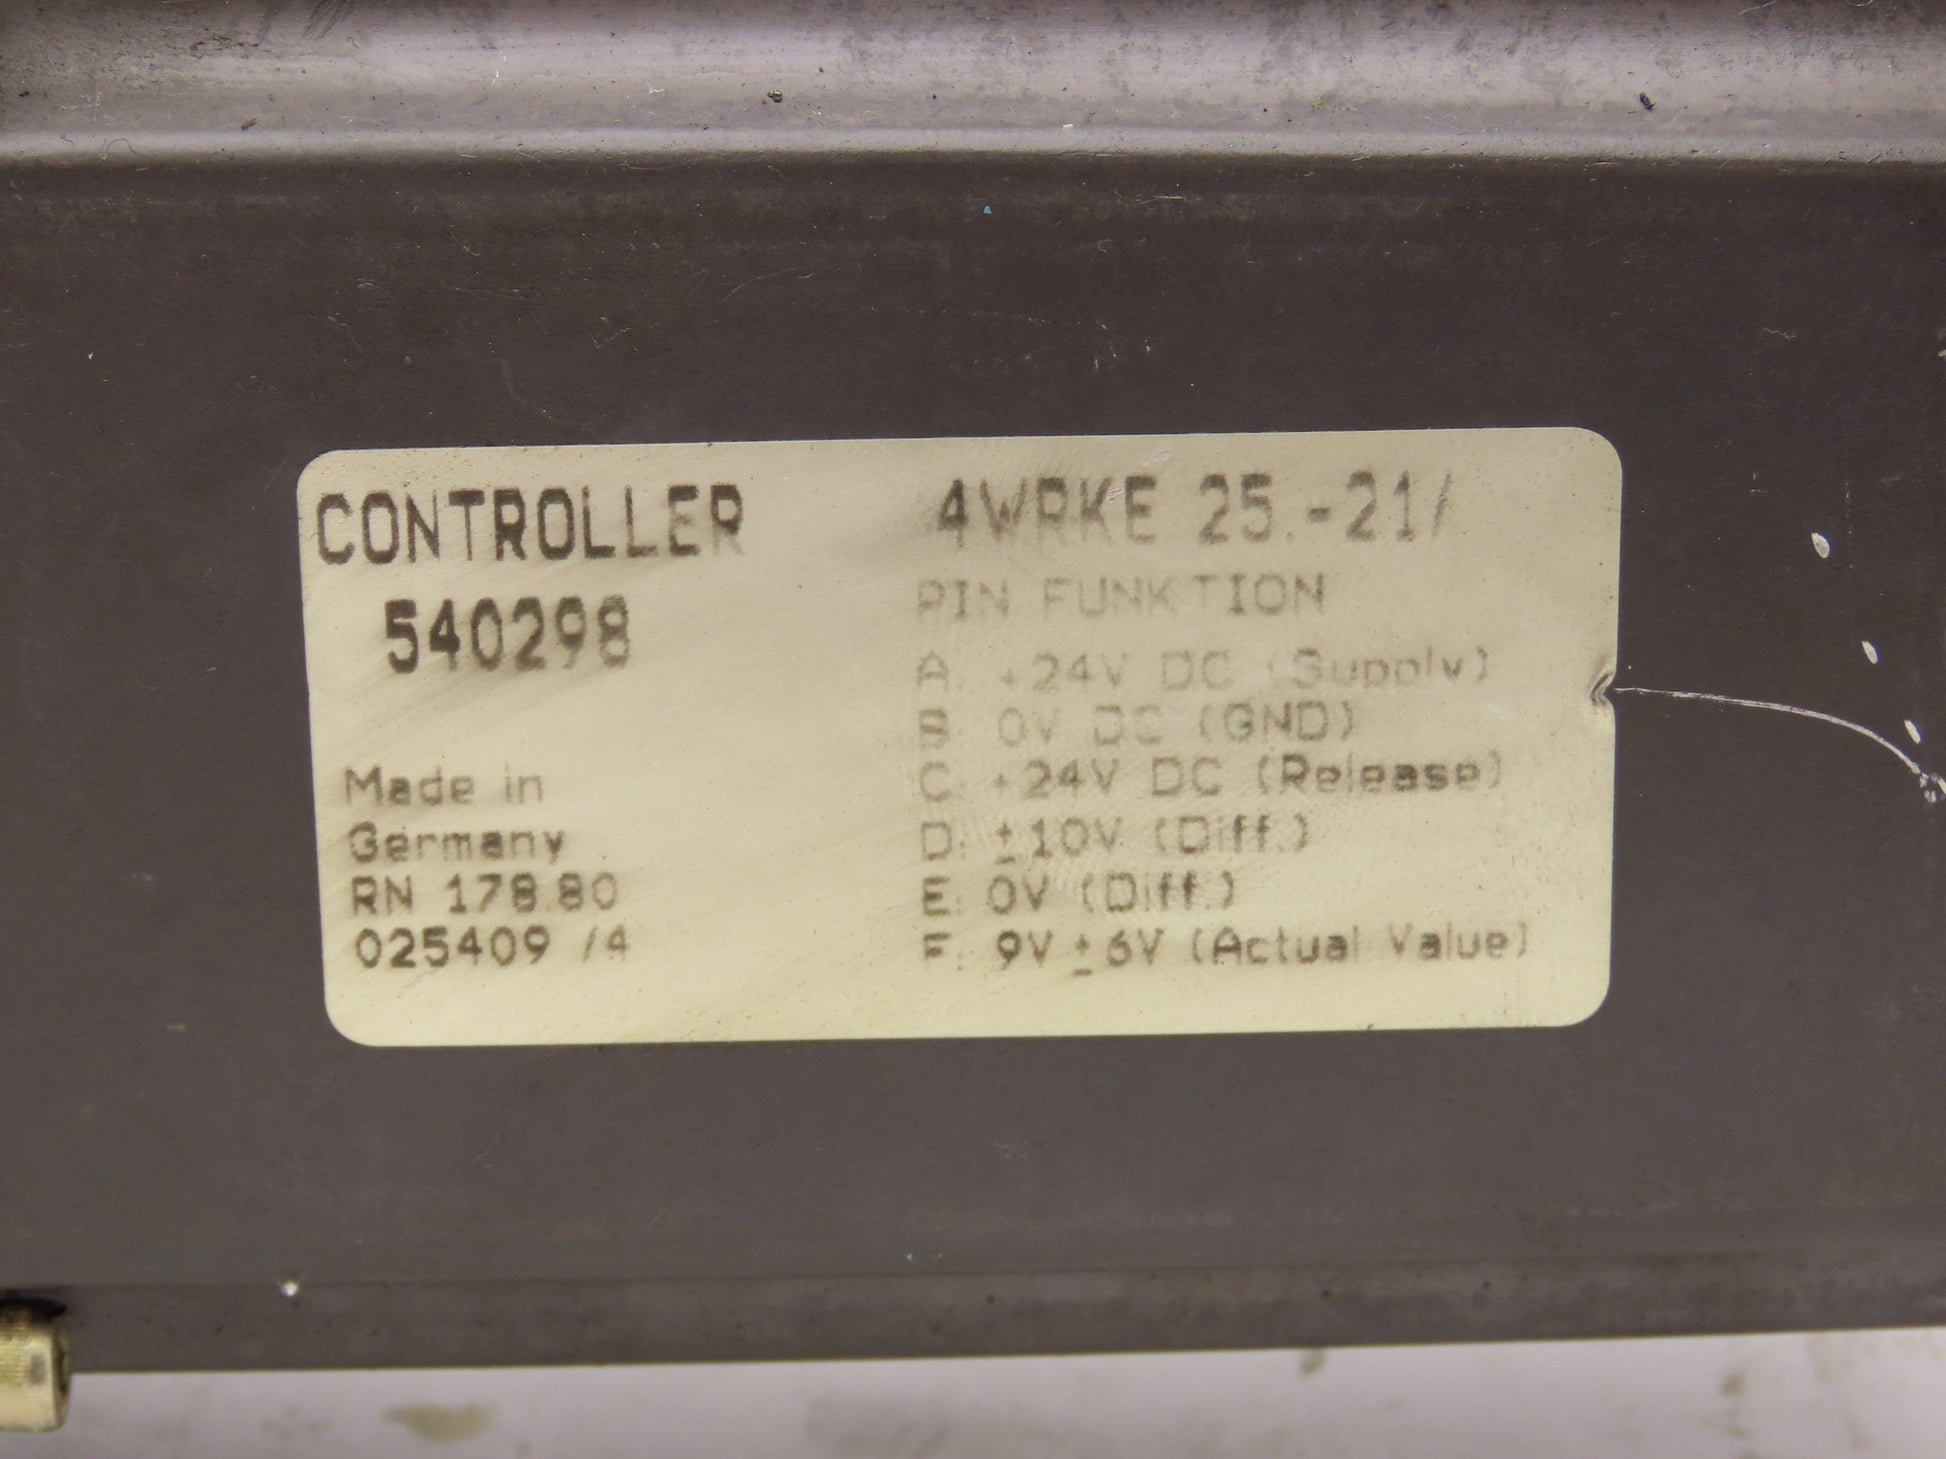 CONTROLLER
540298
Made in
Germany
RN 178.80
025409 /4
4WRKE 25.-21/
PIN FUNKTION
A: +24V DC (Supply)
B: 0V DC (GND)
C: +24V DC (Release)
D: ±10V (Diff.)
E: 0V (Diff.)
F: 9V ±6V (Actual Value)